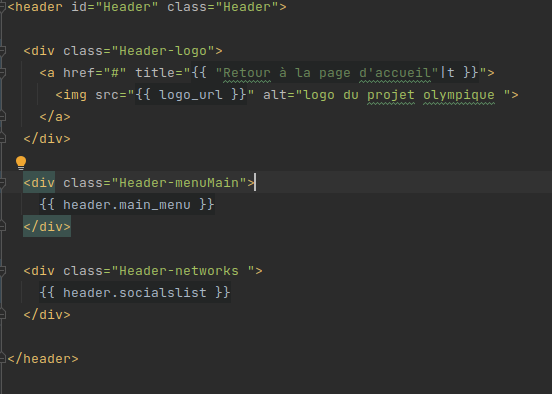 <header id="Header" class="Header">
<div class="Header-logo">
<a href="#" title="{{ "Retour à la page d'accueil"|t }}">
<img src="{{ logo_url }}" alt="logo du projet olympique ">
</a>
</div>
<div class="Header-menuMain">
{{ header.main_menu }}
</div>
<div class="Header-networks ">
{{ header.socialslist }}
</div>
</header>